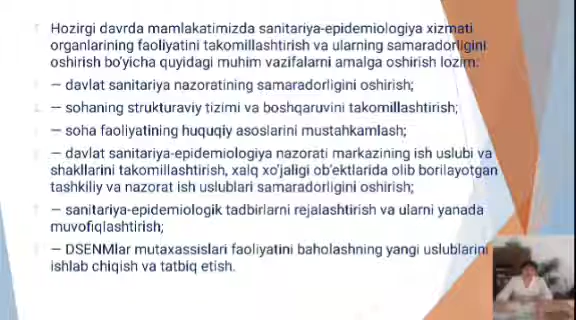 Hozirgi davrda mamlakatimizda sanitariya-epidemiologiya xizmati
organlarining faoliyatini takomillashtirish va ularning samaradorligini
oshirish bo'yicha quyidagi muhim vazifalarni amalga oshirish lozim:
— davlat sanitariya nazoratining samaradorligini oshirish;
— sohaning strukturaviy tizimi va boshqaruvini takomillashtirish;
— soha faoliyatining huquqiy asoslarini mustahkamlash;
— davlat sanitariya-epidemiologiya nazorati markazining ish uslubi va
shakllarini takomillashtirish, xalq xo'jaligi ob'ektlarida olib borilayotgan
tashkiliy va nazorat ish uslublari samaradorligini oshirish;
— sanitariya-epidemiologik tadbirlarni rejalashtirish va ularni yanada
muvofiqlashtirish;
— DSENMlar mutaxassislari faoliyatini baholashning yangi uslublarini
ishlab chiqish va tatbiq etish.